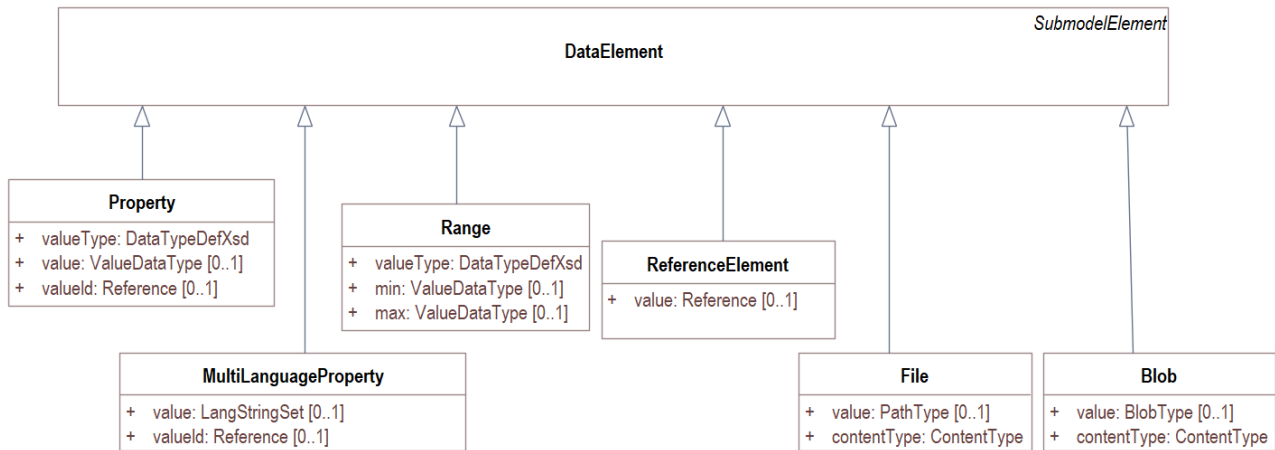 SubmodelElement
DataElement
Property
+ valueType: DataTypeDefXsd
+ value: ValueDataType [0..1]
+ valueId: Reference [0..1]
MultiLanguageProperty
+ value: LangStringSet [0..1]
+ valueId: Reference [0..1]
Range
+ valueType: DataTypeDefXsd
+ min: ValueDataType [0..1]
+ max: ValueDataType [0..1]
ReferenceElement
+ value: Reference [0..1]
File
+ value: PathType [0..1]
+ contentType: ContentType
Blob
+ value: BlobType [0..1]
+ contentType: ContentType